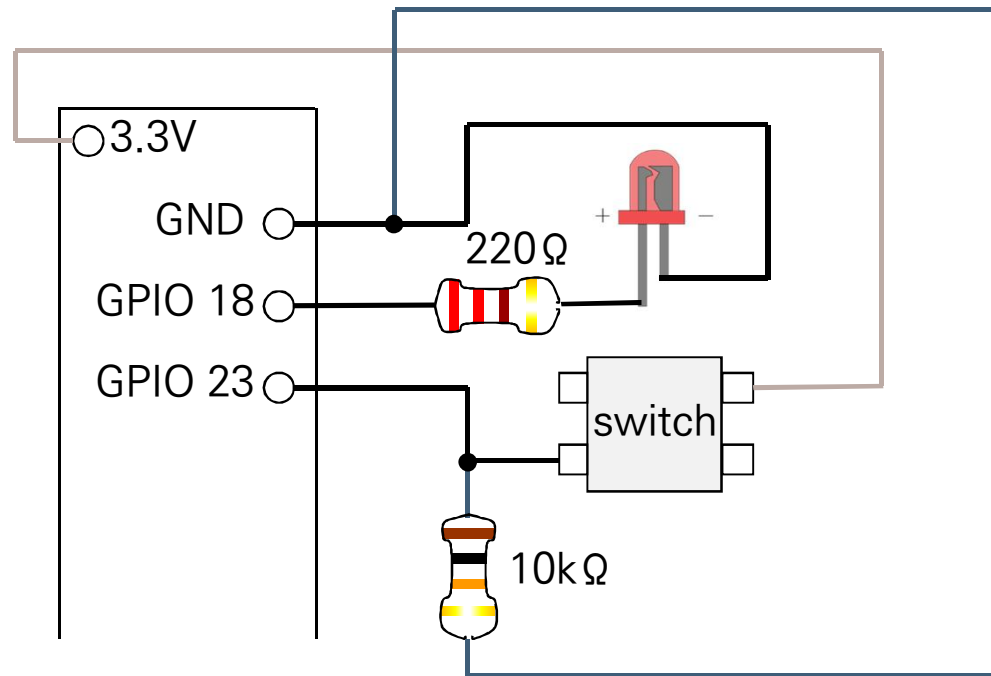 3.3V
GND
+
−
220Ω
GPIO 18
GPIO 23
switch
10kΩ